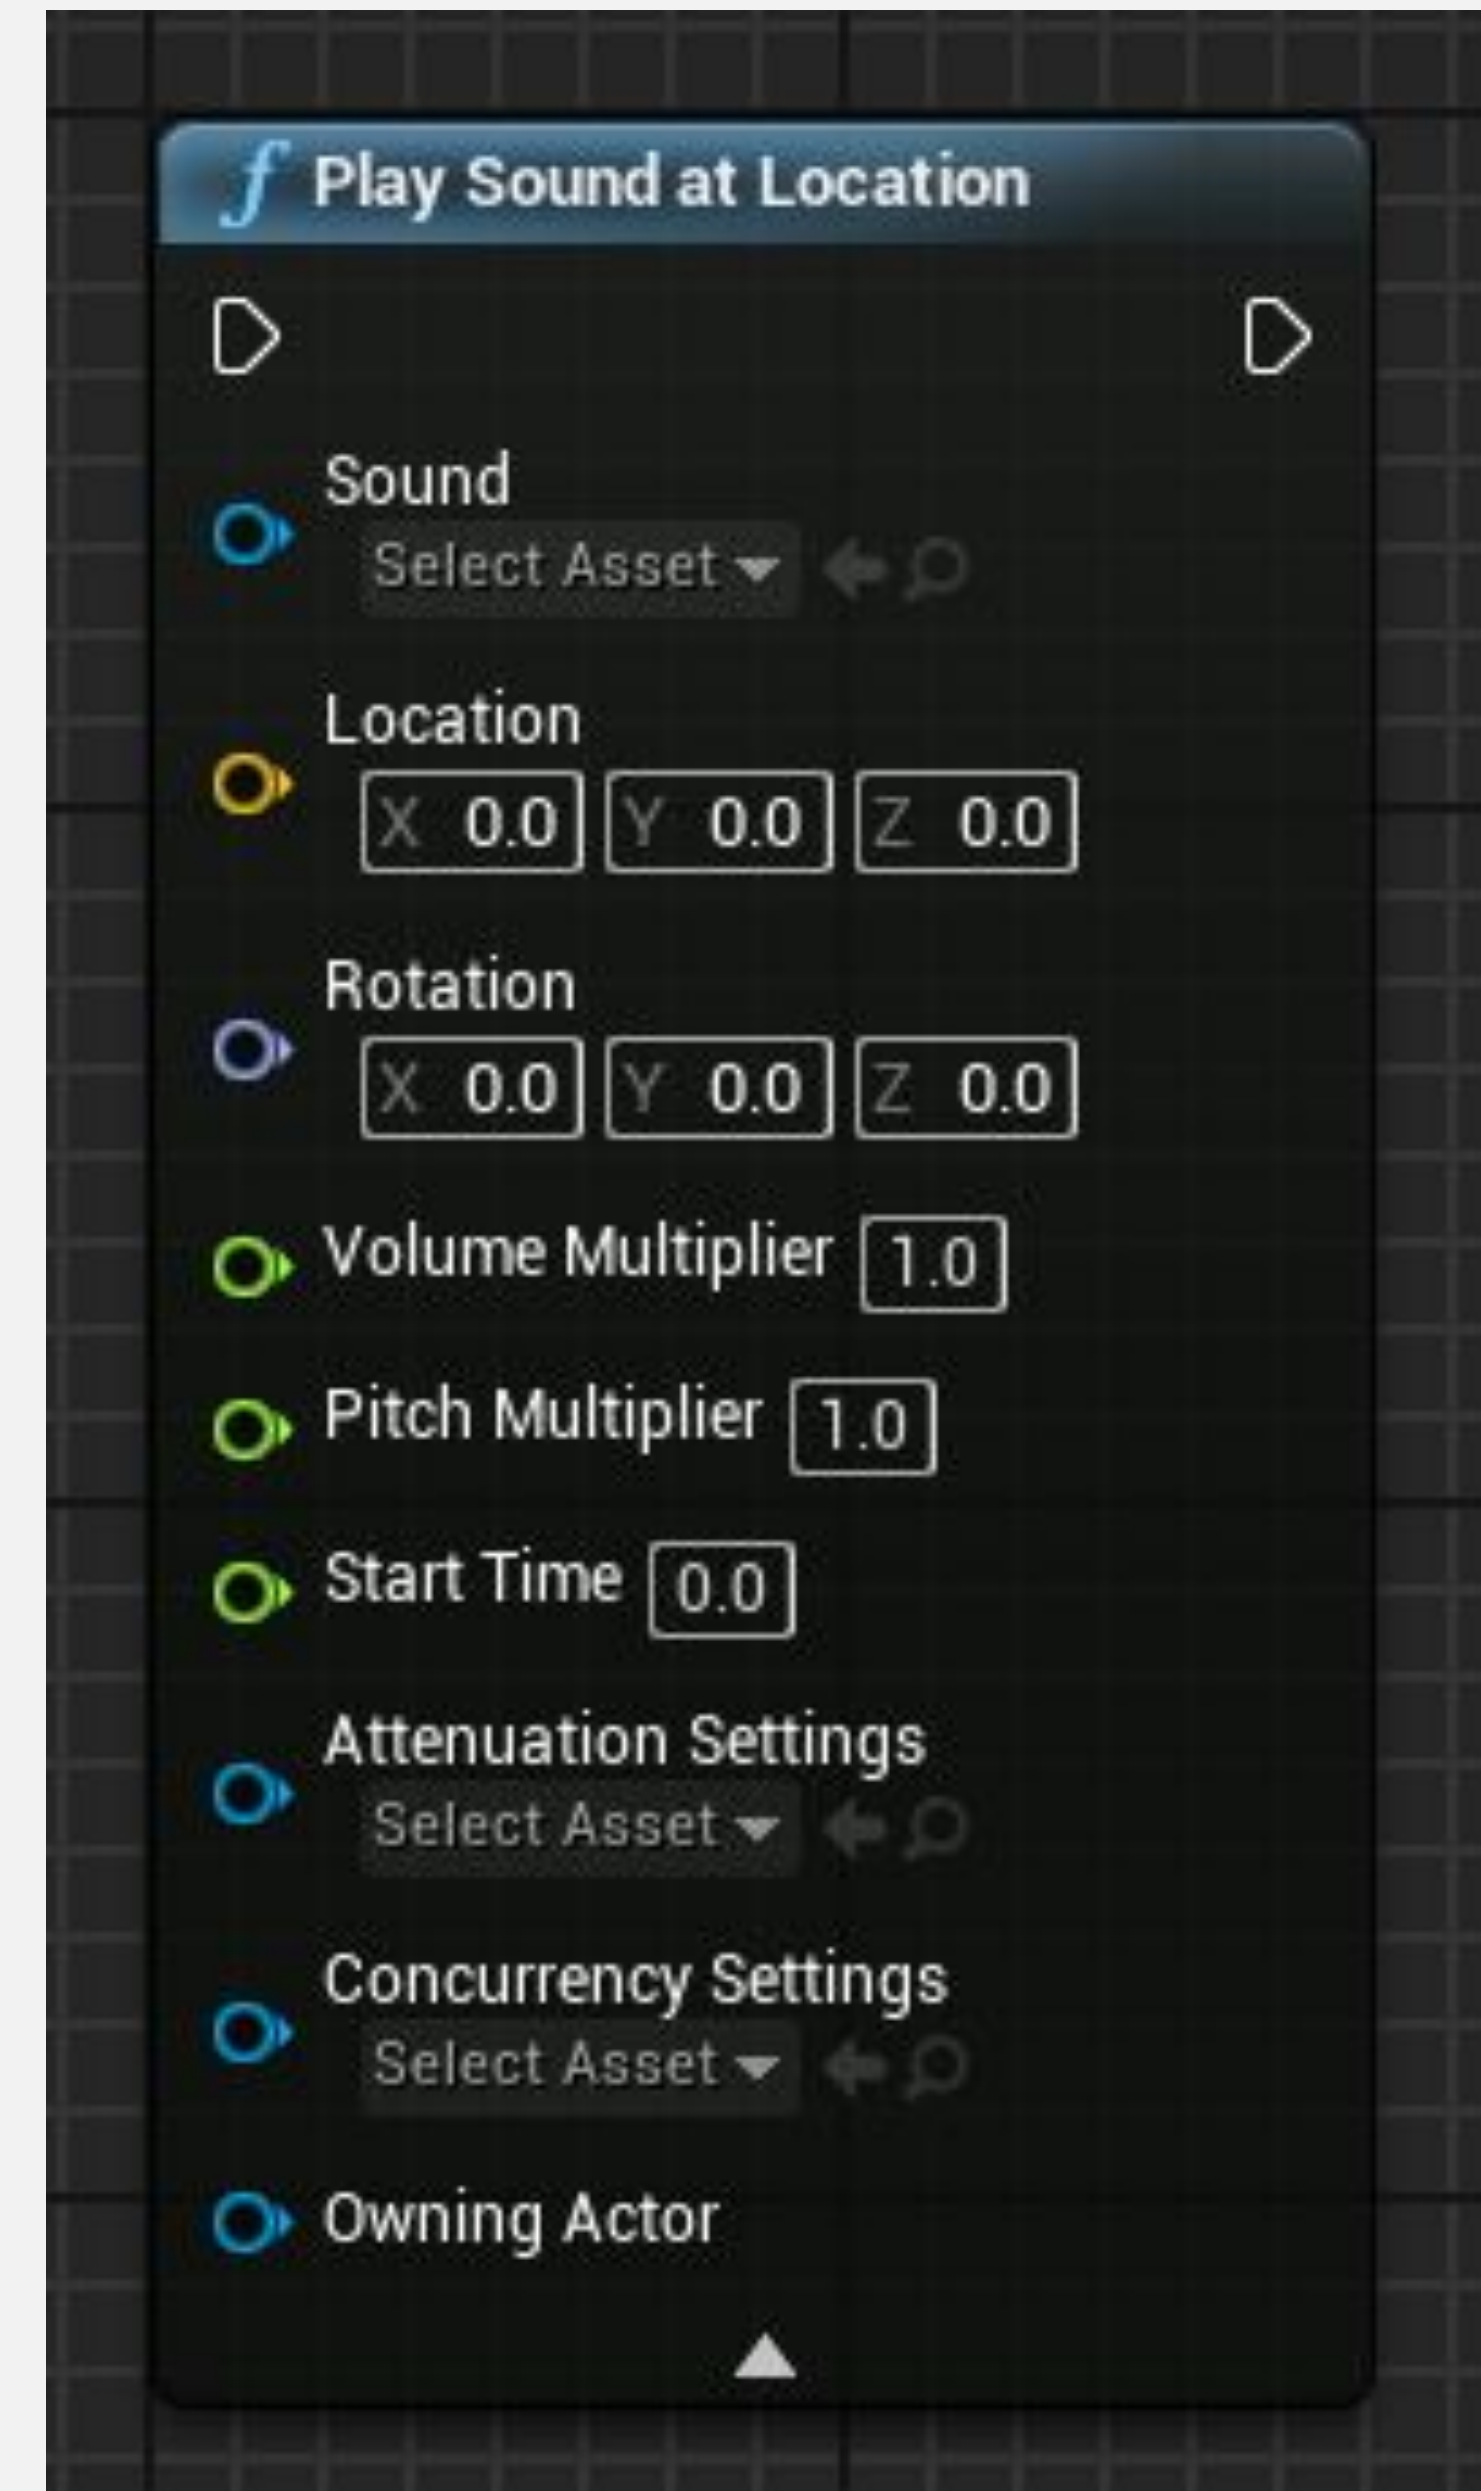 f Play Sound at Location
Sound
Select Asset
Location
X 0.0 Y 0.0 Z 0.0
Rotation
X 0.0 Y 0.0 Z 0.0
Volume Multiplier 1.0
Pitch Multiplier 1.0
Start Time 0.0
Attenuation Settings
Select Asset
Concurrency Settings
Select Asset
Owning Actor